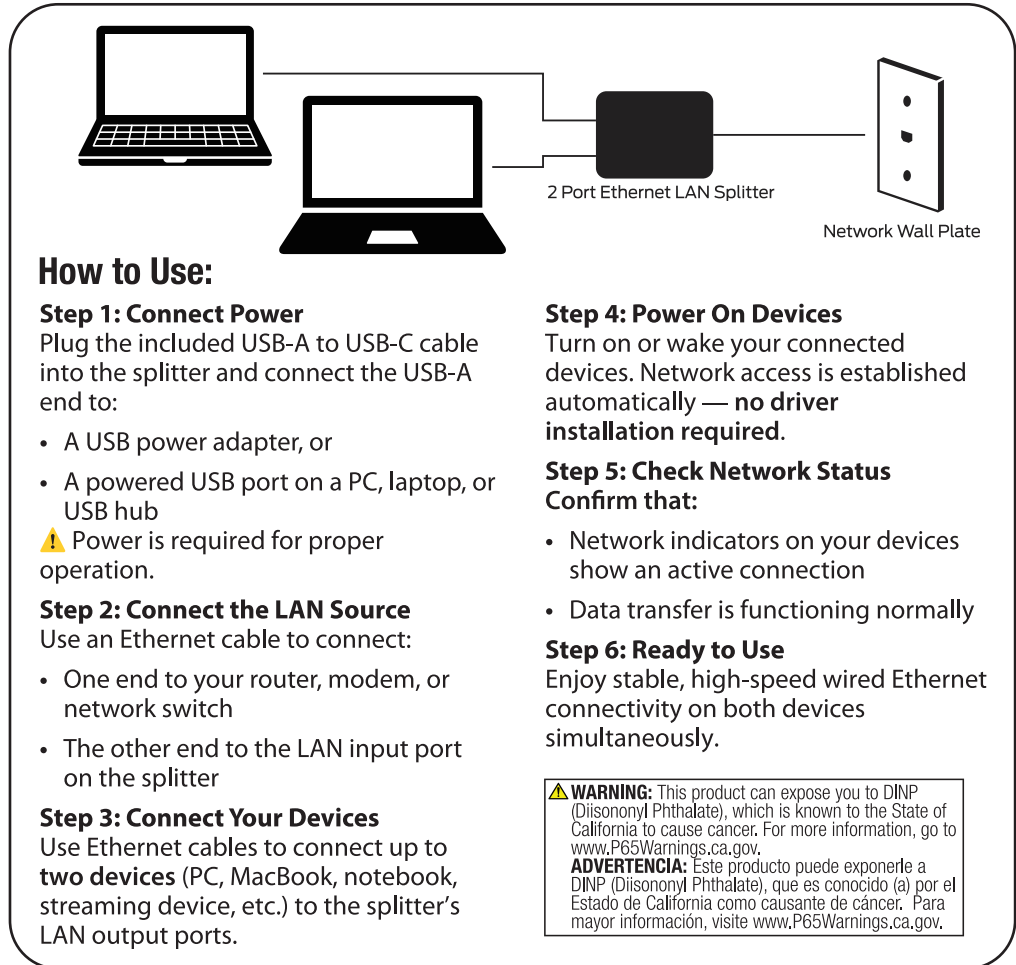 2 Port Ethernet LAN Splitter
Network Wall Plate
How to Use:
Step 1: Connect Power
Plug the included USB-A to USB-C cable
into the splitter and connect the USB-A
end to:
• A USB power adapter, or
• A powered USB port on a PC, laptop, or
USB hub
⚠ Power is required for proper
operation.
Step 2: Connect the LAN Source
Use an Ethernet cable to connect:
• One end to your router, modem, or
network switch
• The other end to the LAN input port
on the splitter
Step 3: Connect Your Devices
Use Ethernet cables to connect up to
two devices (PC, MacBook, notebook,
streaming device, etc.) to the splitter's
LAN output ports.
Step 4: Power On Devices
Turn on or wake your connected
devices. Network access is established
automatically — no driver
installation required.
Step 5: Check Network Status
Confirm that:
• Network indicators on your devices
show an active connection
• Data transfer is functioning normally
Step 6: Ready to Use
Enjoy stable, high-speed wired Ethernet
connectivity on both devices
simultaneously.
⚠ WARNING: This product can expose you to DINP
(Diisononyl Phthalate), which is known to the State of
California to cause cancer. For more information, go to
www.P65Warnings.ca.gov.
ADVERTENCIA: Este producto puede exponerle a
DINP (Diisononyl Phthalate), que es conocido (a) por el
Estado de California como causante de cáncer. Para
mayor información, visite www.P65Warnings.ca.gov.